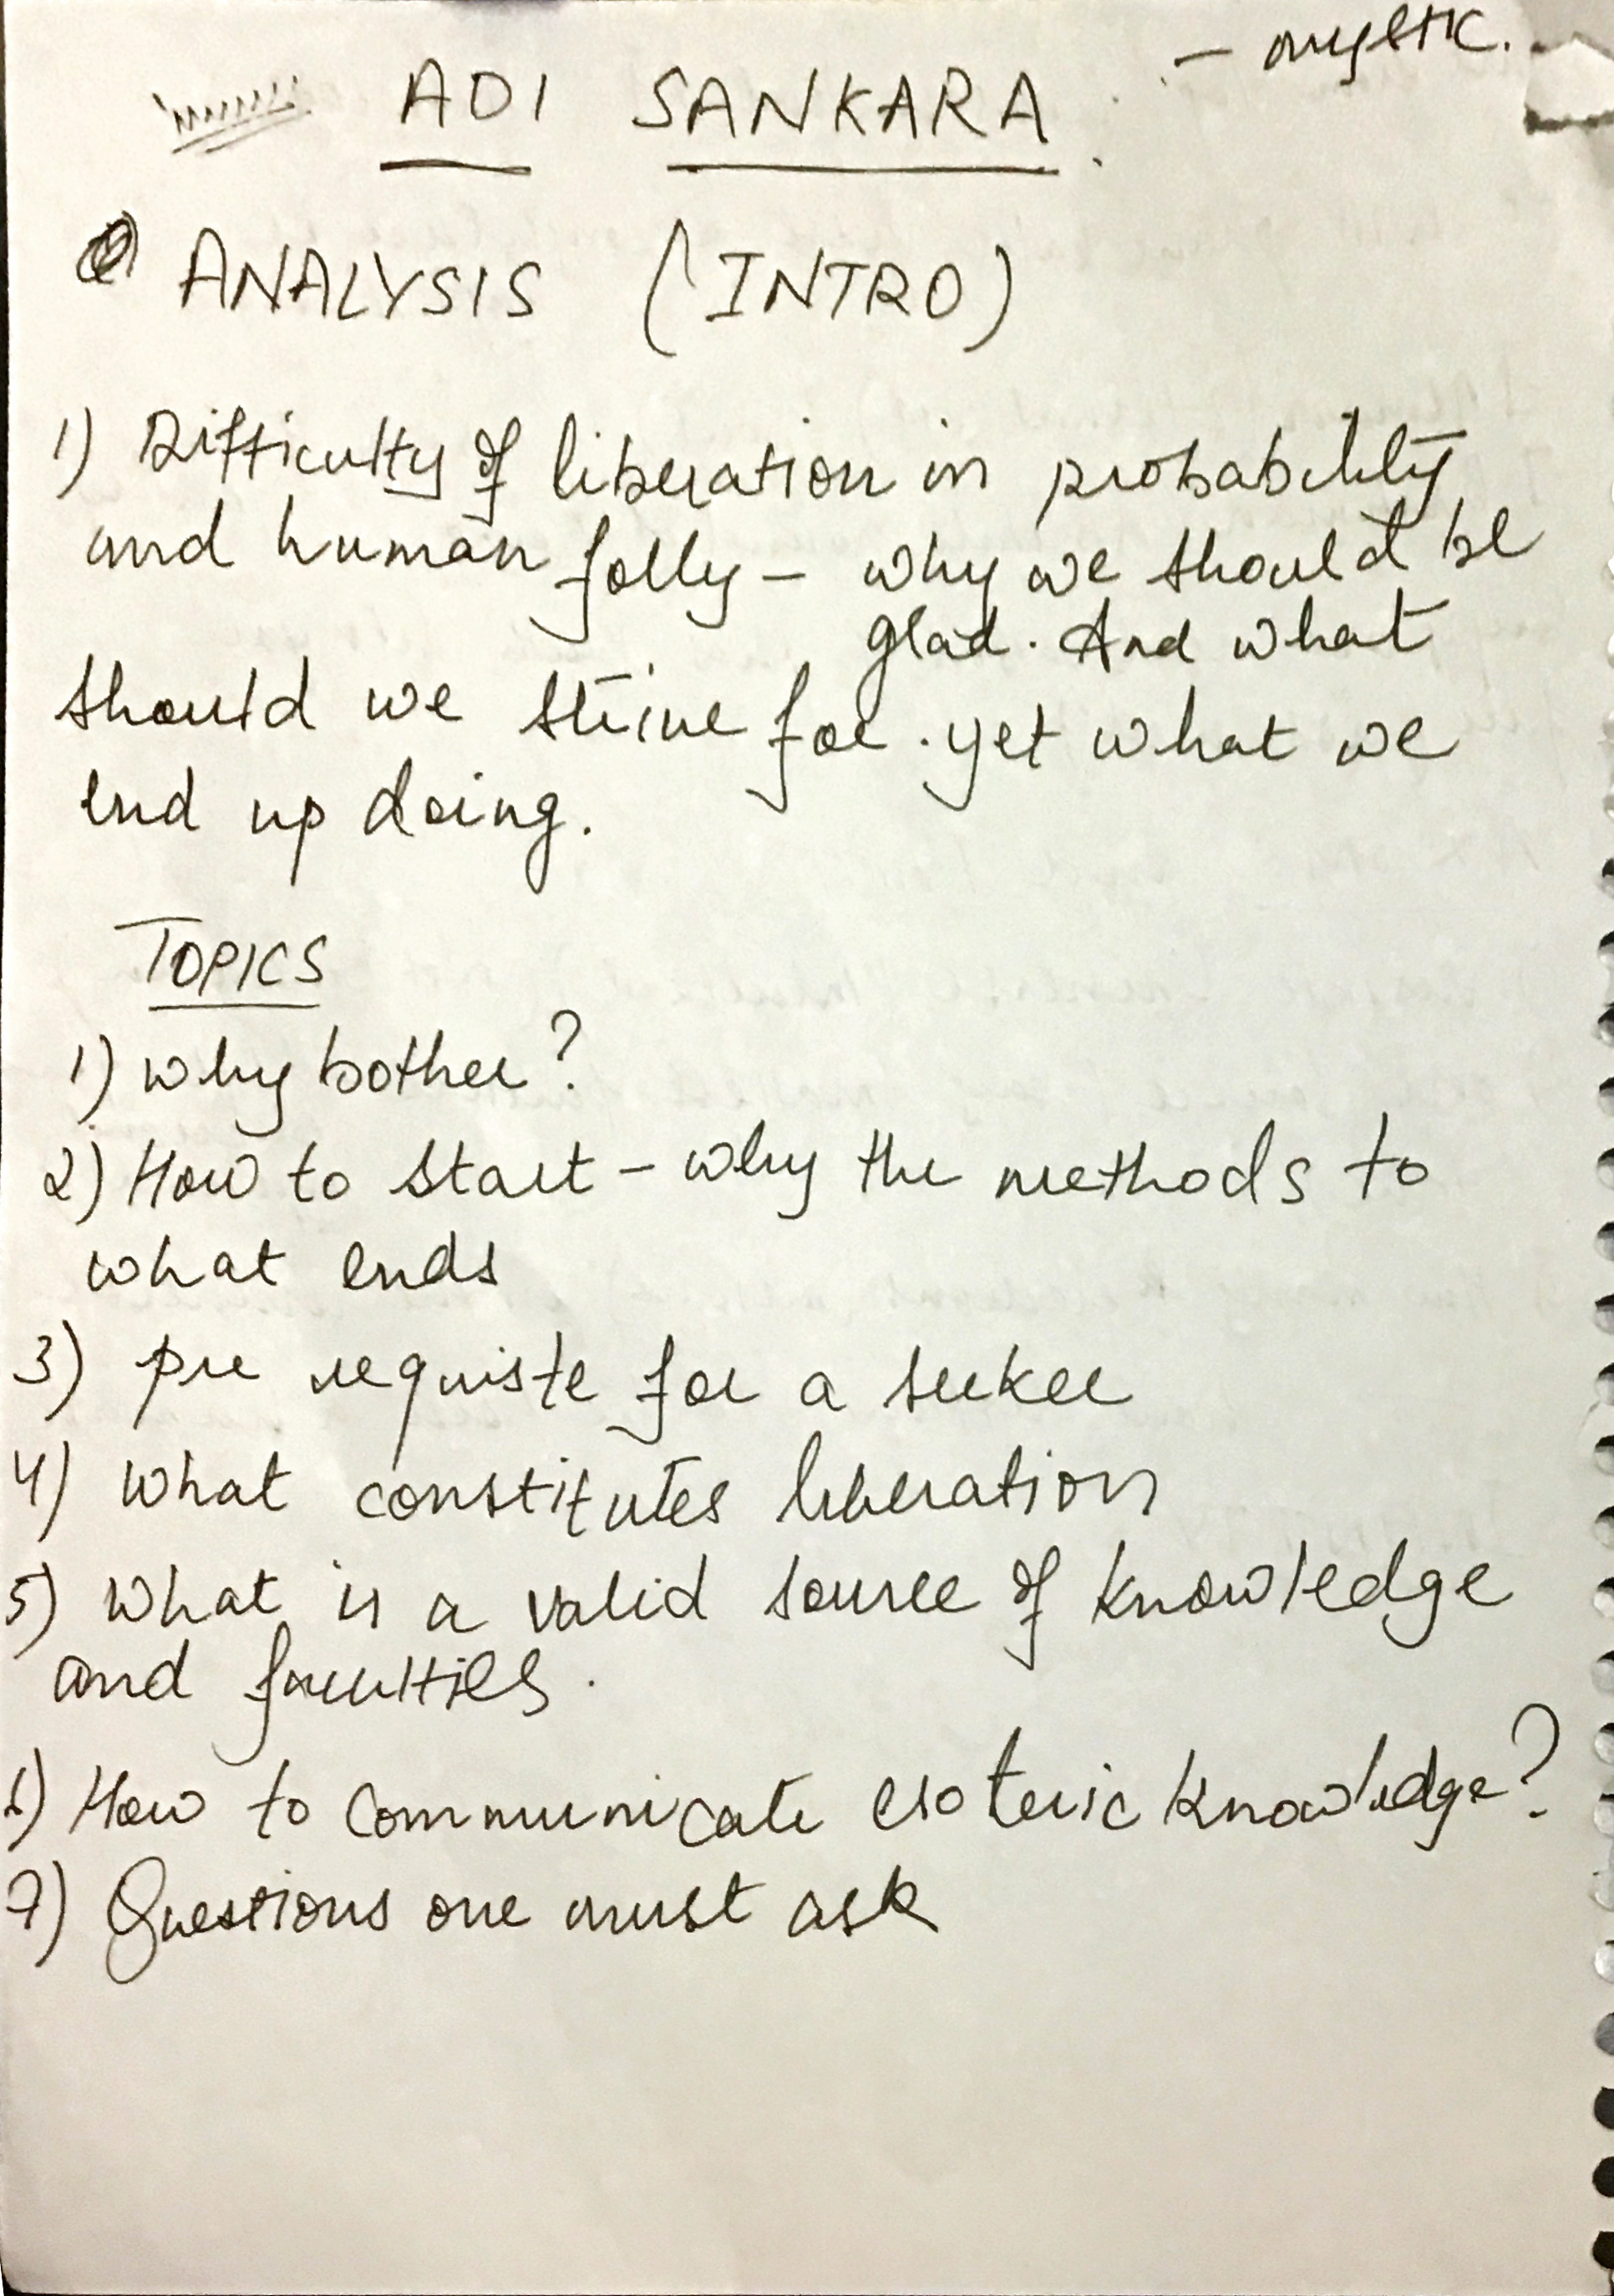 - mystic.
ADI SANKARA.
ANALYSIS (INTRO)
1) Difficulty of liberation in probability
and human folly - why we should be
glad. And what
should we strive for. yet what we
end up doing.
TOPICS
1) why bother?
2) How to start - why the methods to
what ends
3) pre requiste for a seeker
4) what constitutes liberation
5) what is a valid source of knowledge
and faculties.
6) How to communicate esoteric knowledge?
7) Questions one must ask